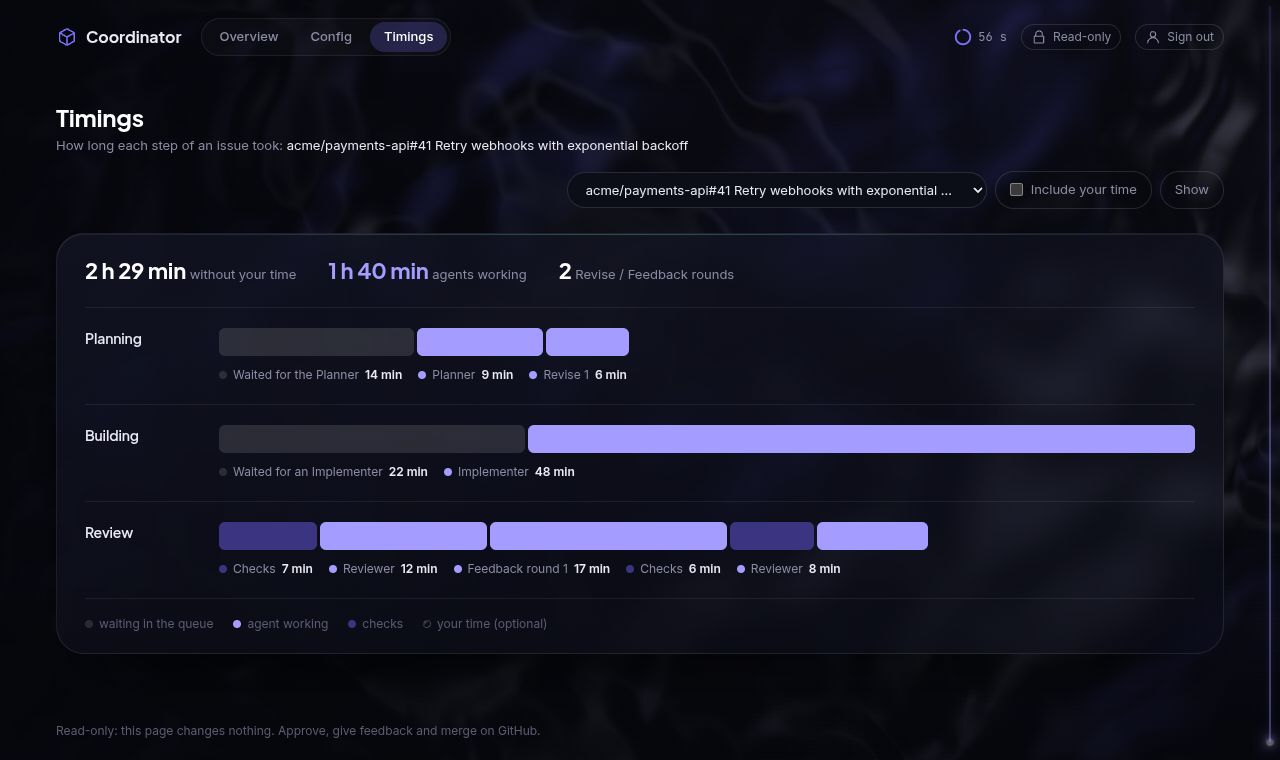 Coordinator
Overview
Config
Timings
56 s
Read-only
Sign out
Timings
How long each step of an issue took: acme/payments-api#41 Retry webhooks with exponential backoff
acme/payments-api#41 Retry webhooks with exponential ...
Include your time
Show
2 h 29 min without your time
1 h 40 min agents working
2 Revise / Feedback rounds
Planning
Waited for the Planner 14 min
Planner 9 min
Revise 1 6 min
Building
Waited for an Implementer 22 min
Implementer 48 min
Review
Checks 7 min
Reviewer 12 min
Feedback round 1 17 min
Checks 6 min
Reviewer 8 min
waiting in the queue
agent working
checks
your time (optional)
Read-only: this page changes nothing. Approve, give feedback and merge on GitHub.